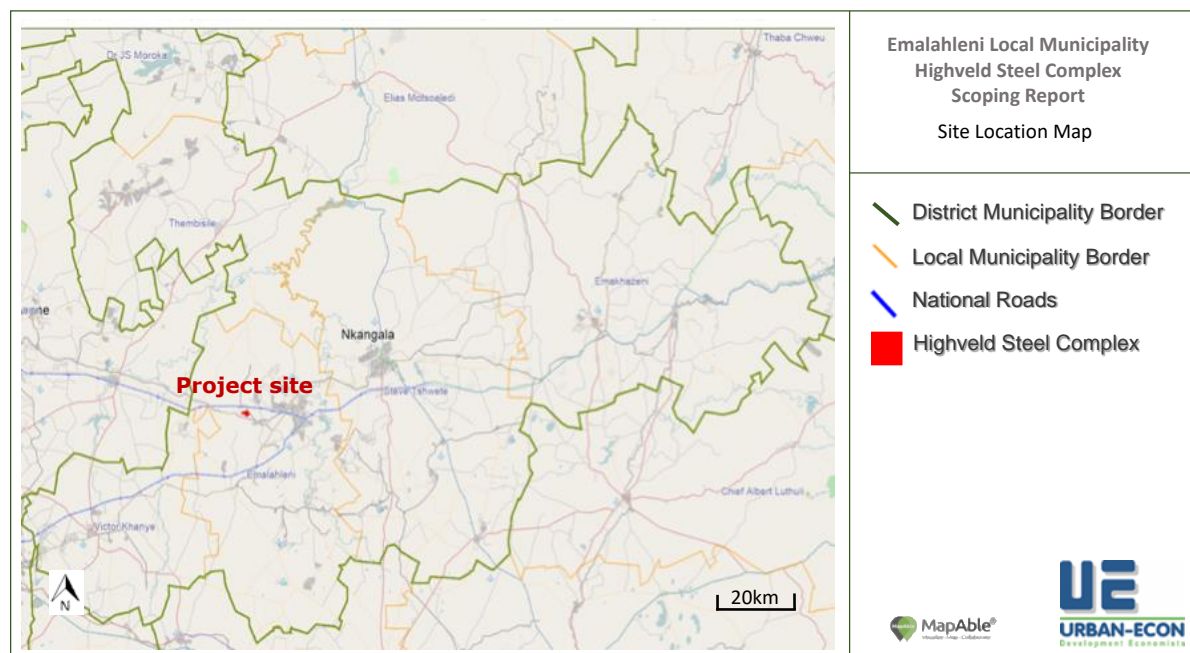 Dr JS Moroka
Thaba Chweu
Elias Motsoaledi
Thembisile
Emakhazeni
Nkangala
Project site
Steve Tshwete
Emalahleni
Chief Albert Luthuli
Victor Khanye
N
20km
Emalahleni Local Municipality
Highveld Steel Complex
Scoping Report
Site Location Map
District Municipality Border
Local Municipality Border
National Roads
Highveld Steel Complex
MapAble®
UE
URBAN-ECON
Development Economists